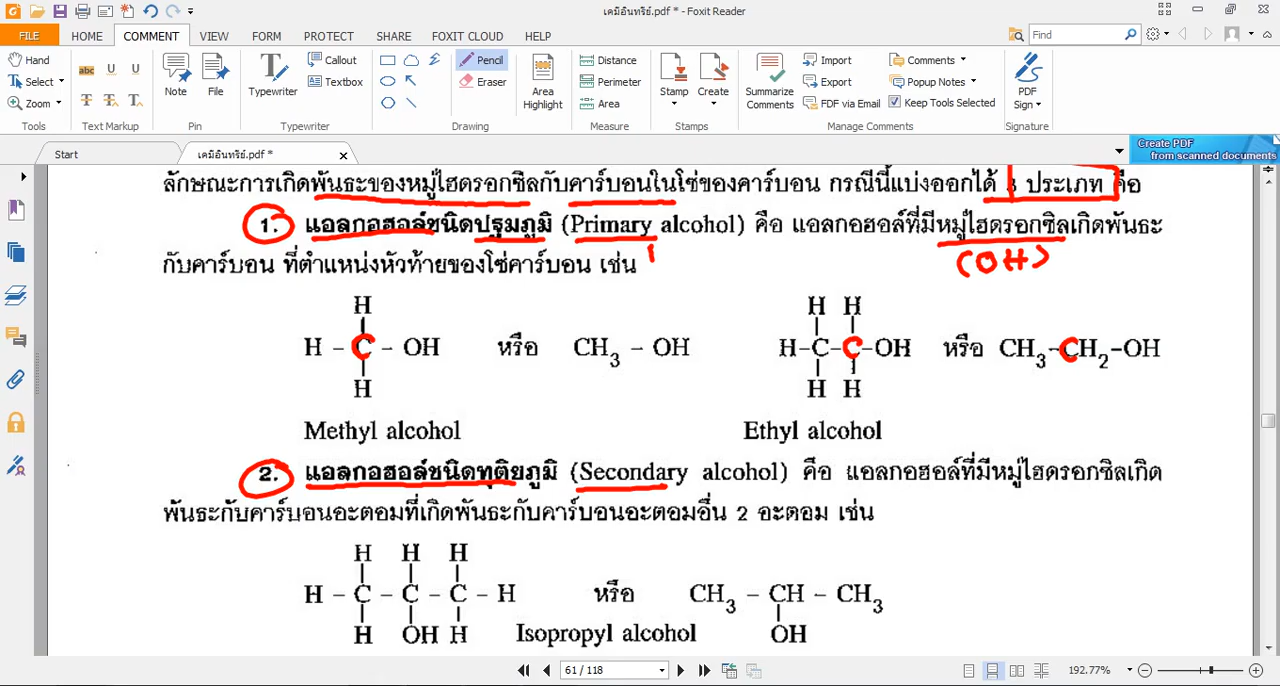 เคมีอินทรีย์.pdf * - Foxit Reader
FILE HOME COMMENT VIEW FORM PROTECT SHARE FOXIT CLOUD HELP Find
Hand
Select
Zoom
Tools
abc U U
T T T
Text Markup
Note File
Pin
Typewriter
Callout
Textbox
Typewriter
Pencil
Eraser
Drawing
Area Highlight
Distance
Perimeter
Area
Measure
Stamp Create
Stamps
Summarize Comments
Import
Export
FDF via Email
Comments
Popup Notes
Keep Tools Selected
Manage Comments
PDF Sign
Signature
Start เคมีอินทรีย์.pdf *
Create PDF
from scanned documents
ลักษณะการเกิดพันธะของหมู่ไฮดรอกซิลกับคาร์บอนในโซ่ของคาร์บอน กรณีนี้แบ่งออกได้ 3 ประเภท คือ
1. แอลกอฮอล์ชนิดปฐมภูมิ (Primary alcohol) คือ แอลกอฮอล์ที่มีหมู่ไฮดรอกซิลเกิดพันธะ
กับคาร์บอน ที่ตำแหน่งหัวท้ายของโซ่คาร์บอน เช่น
(OH)
H H H
H – C – OH หรือ CH3 – OH H-C-C-OH หรือ CH3-CH2-OH
H H H
Methyl alcohol Ethyl alcohol
2. แอลกอฮอล์ชนิดทุติยภูมิ (Secondary alcohol) คือ แอลกอฮอล์ที่มีหมู่ไฮดรอกซิลเกิด
พันธะกับคาร์บอนอะตอมที่เกิดพันธะกับคาร์บอนอะตอมอื่น 2 อะตอม เช่น
H H H
H – C – C – C – H หรือ CH3 – CH – CH3
H OH H Isopropyl alcohol OH
61 / 118 192.77%